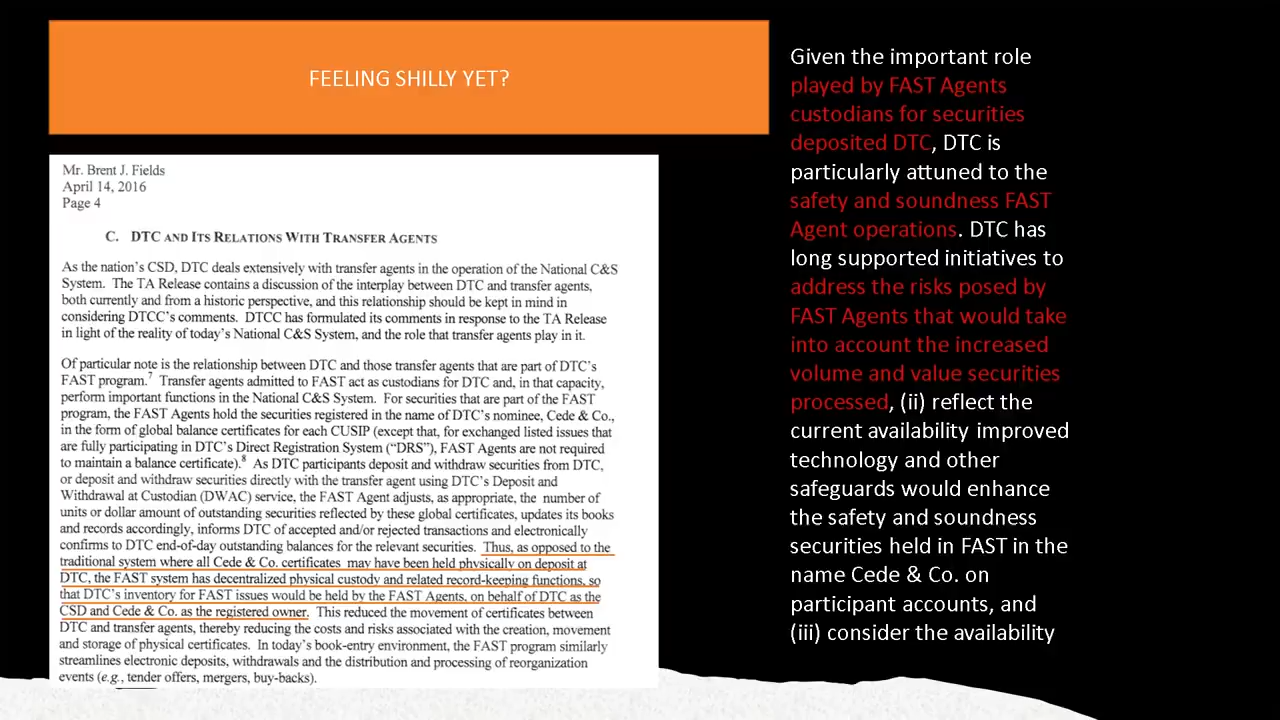 FEELING SHILLY YET?
Mr. Brent J. Fields
April 14, 2016
Page 4
C. DTC AND ITS RELATIONS WITH TRANSFER AGENTS
As the nation's CSD, DTC deals extensively with transfer agents in the operation of the National C&S
System. The TA Release contains a discussion of the interplay between DTC and transfer agents,
both currently and from a historic perspective, and this relationship should be kept in mind in
considering DTCC's comments. DTCC has formulated its comments in response to the TA Release
in light of the reality of today's National C&S System, and the role that transfer agents play in it.
Of particular note is the relationship between DTC and those transfer agents that are part of DTC's
FAST program.7 Transfer agents admitted to FAST act as custodians for DTC and, in that capacity,
perform important functions in the National C&S System. For securities that are part of the FAST
program, the FAST Agents hold the securities registered in the name of DTC's nominee, Cede & Co.,
in the form of global balance certificates for each CUSIP (except that, for exchanged listed issues that
are fully participating in DTC's Direct Registration System ("DRS"), FAST Agents are not required
to maintain a balance certificate).8 As DTC participants deposit and withdraw securities from DTC,
or deposit and withdraw securities directly with the transfer agent using DTC's Deposit and
Withdrawal at Custodian (DWAC) service, the FAST Agent adjusts, as appropriate, the number of
units or dollar amount of outstanding securities reflected by these global certificates, updates its books
and records accordingly, informs DTC of accepted and/or rejected transactions and electronically
confirms to DTC end-of-day outstanding balances for the relevant securities. Thus, as opposed to the
traditional system where all Cede & Co. certificates may have been held physically on deposit at
DTC, the FAST system has decentralized physical custody and related record-keeping functions, so
that DTC's inventory for FAST issues would be held by the FAST Agents, on behalf of DTC as the
CSD and Cede & Co. as the registered owner. This reduced the movement of certificates between
DTC and transfer agents, thereby reducing the costs and risks associated with the creation, movement
and storage of physical certificates. In today's book-entry environment, the FAST program similarly
streamlines electronic deposits, withdrawals and the distribution and processing of reorganization
events (e.g., tender offers, mergers, buy-backs).
Given the important role
played by FAST Agents
custodians for securities
deposited DTC, DTC is
particularly attuned to the
safety and soundness FAST
Agent operations. DTC has
long supported initiatives to
address the risks posed by
FAST Agents that would take
into account the increased
volume and value securities
processed, (ii) reflect the
current availability improved
technology and other
safeguards would enhance
the safety and soundness
securities held in FAST in the
name Cede & Co. on
participant accounts, and
(iii) consider the availability